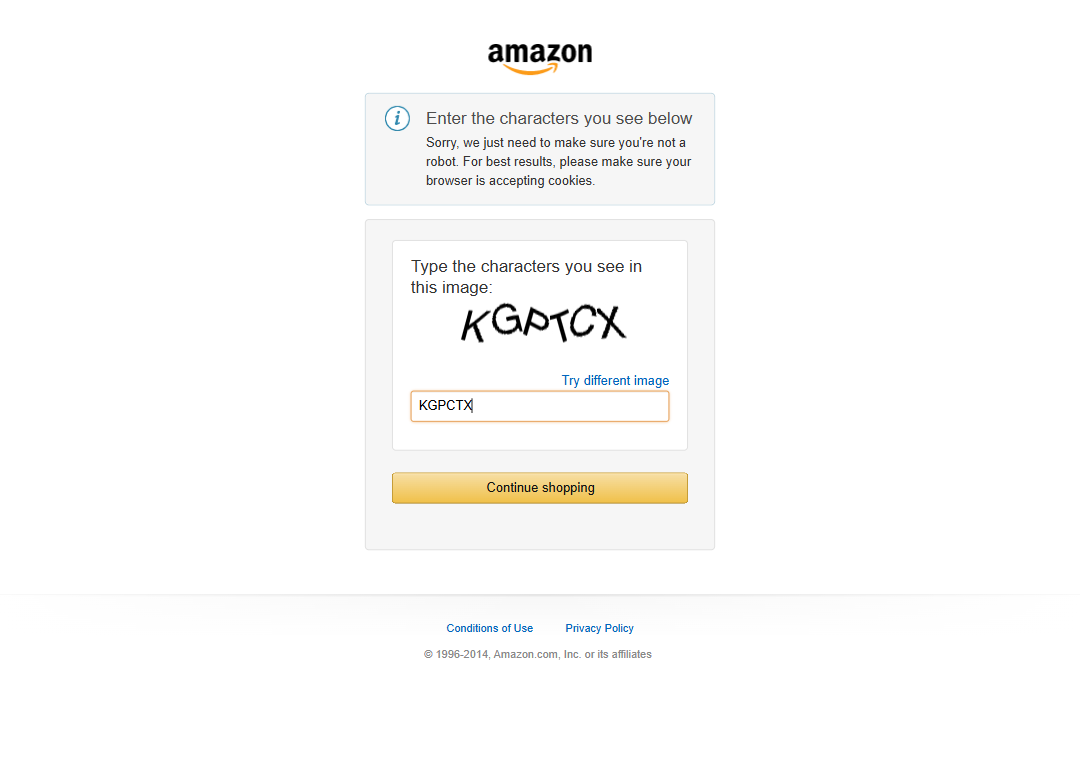 amazon
Enter the characters you see below
Sorry, we just need to make sure you're not a
robot. For best results, please make sure your
browser is accepting cookies.
Type the characters you see in
this image:
KGPTCX
Try different image
KGPCTX
Continue shopping
Conditions of Use Privacy Policy
© 1996-2014, Amazon.com, Inc. or its affiliates